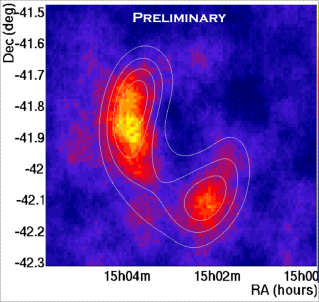 PRELIMINARY
Dec (deg)
-41.5
-41.6
-41.7
-41.8
-41.9
-42
-42.1
-42.2
-42.3
15h04m
15h02m
15h00
RA (hours)